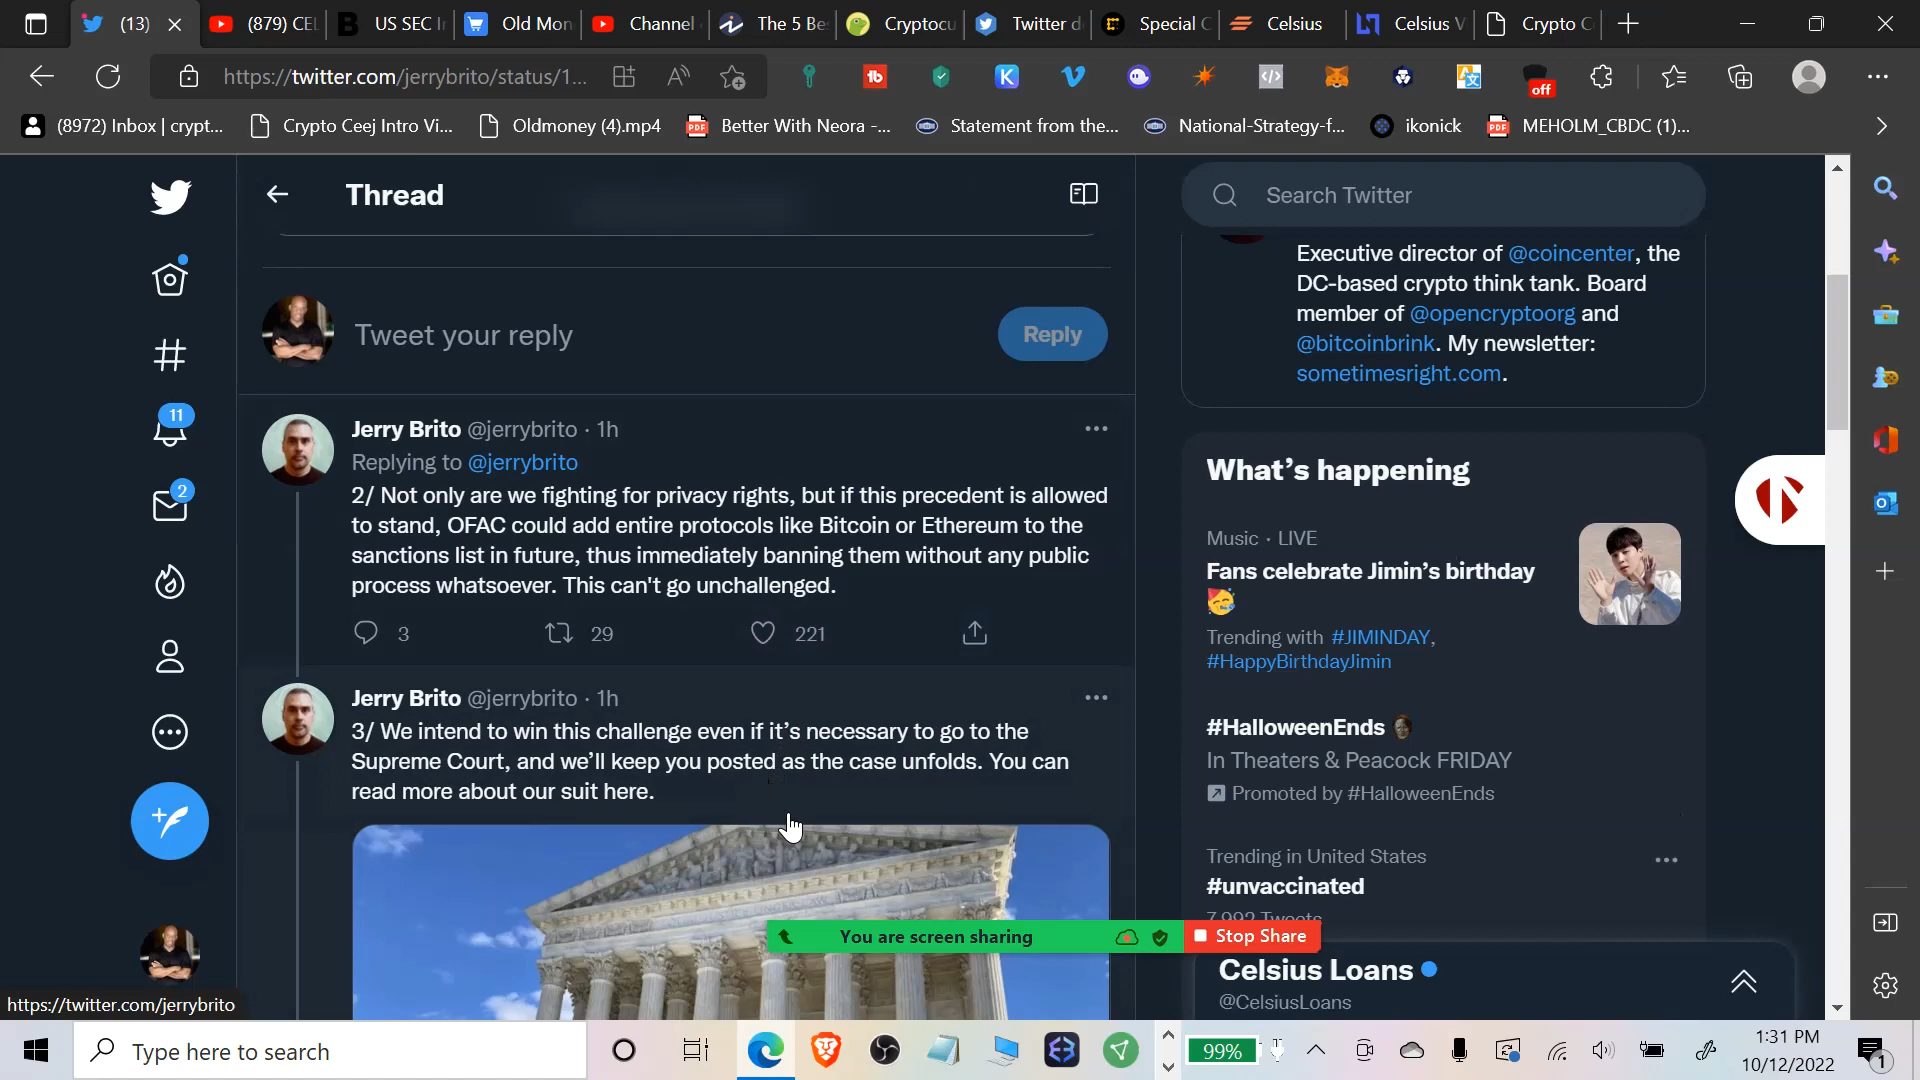 (13)
(879) CEL
US SEC
Old Mon
Channel
The 5 Be
Cryptocu
Twitter d
Special C
Celsius
Celsius V
Crypto C
https://twitter.com/jerrybrito/status/1...
off
(8972) Inbox | crypt...
Crypto Ceej Intro Vi...
Oldmoney (4).mp4
Better With Neora -...
Statement from the...
National-Strategy-f...
ikonick
MEHOLM_CBDC (1)...
Thread
Tweet your reply
Reply
Jerry Brito @jerrybrito · 1h
Replying to @jerrybrito
2/ Not only are we fighting for privacy rights, but if this precedent is allowed
to stand, OFAC could add entire protocols like Bitcoin or Ethereum to the
sanctions list in future, thus immediately banning them without any public
process whatsoever. This can't go unchallenged.
3
29
221
Jerry Brito @jerrybrito · 1h
3/ We intend to win this challenge even if it's necessary to go to the
Supreme Court, and we'll keep you posted as the case unfolds. You can
read more about our suit here.
11
2
Search Twitter
Executive director of @coincenter, the
DC-based crypto think tank. Board
member of @opencryptoorg and
@bitcoinbrink. My newsletter:
sometimesright.com.
What's happening
Music · LIVE
Fans celebrate Jimin's birthday
Trending with #JIMINDAY,
#HappyBirthdayJimin
#HalloweenEnds
In Theaters & Peacock FRIDAY
Promoted by #HalloweenEnds
Trending in United States
#unvaccinated
7,992 Tweets
You are screen sharing
Stop Share
Celsius Loans
@CelsiusLoans
https://twitter.com/jerrybrito
Type here to search
99%
1:31 PM
10/12/2022
1